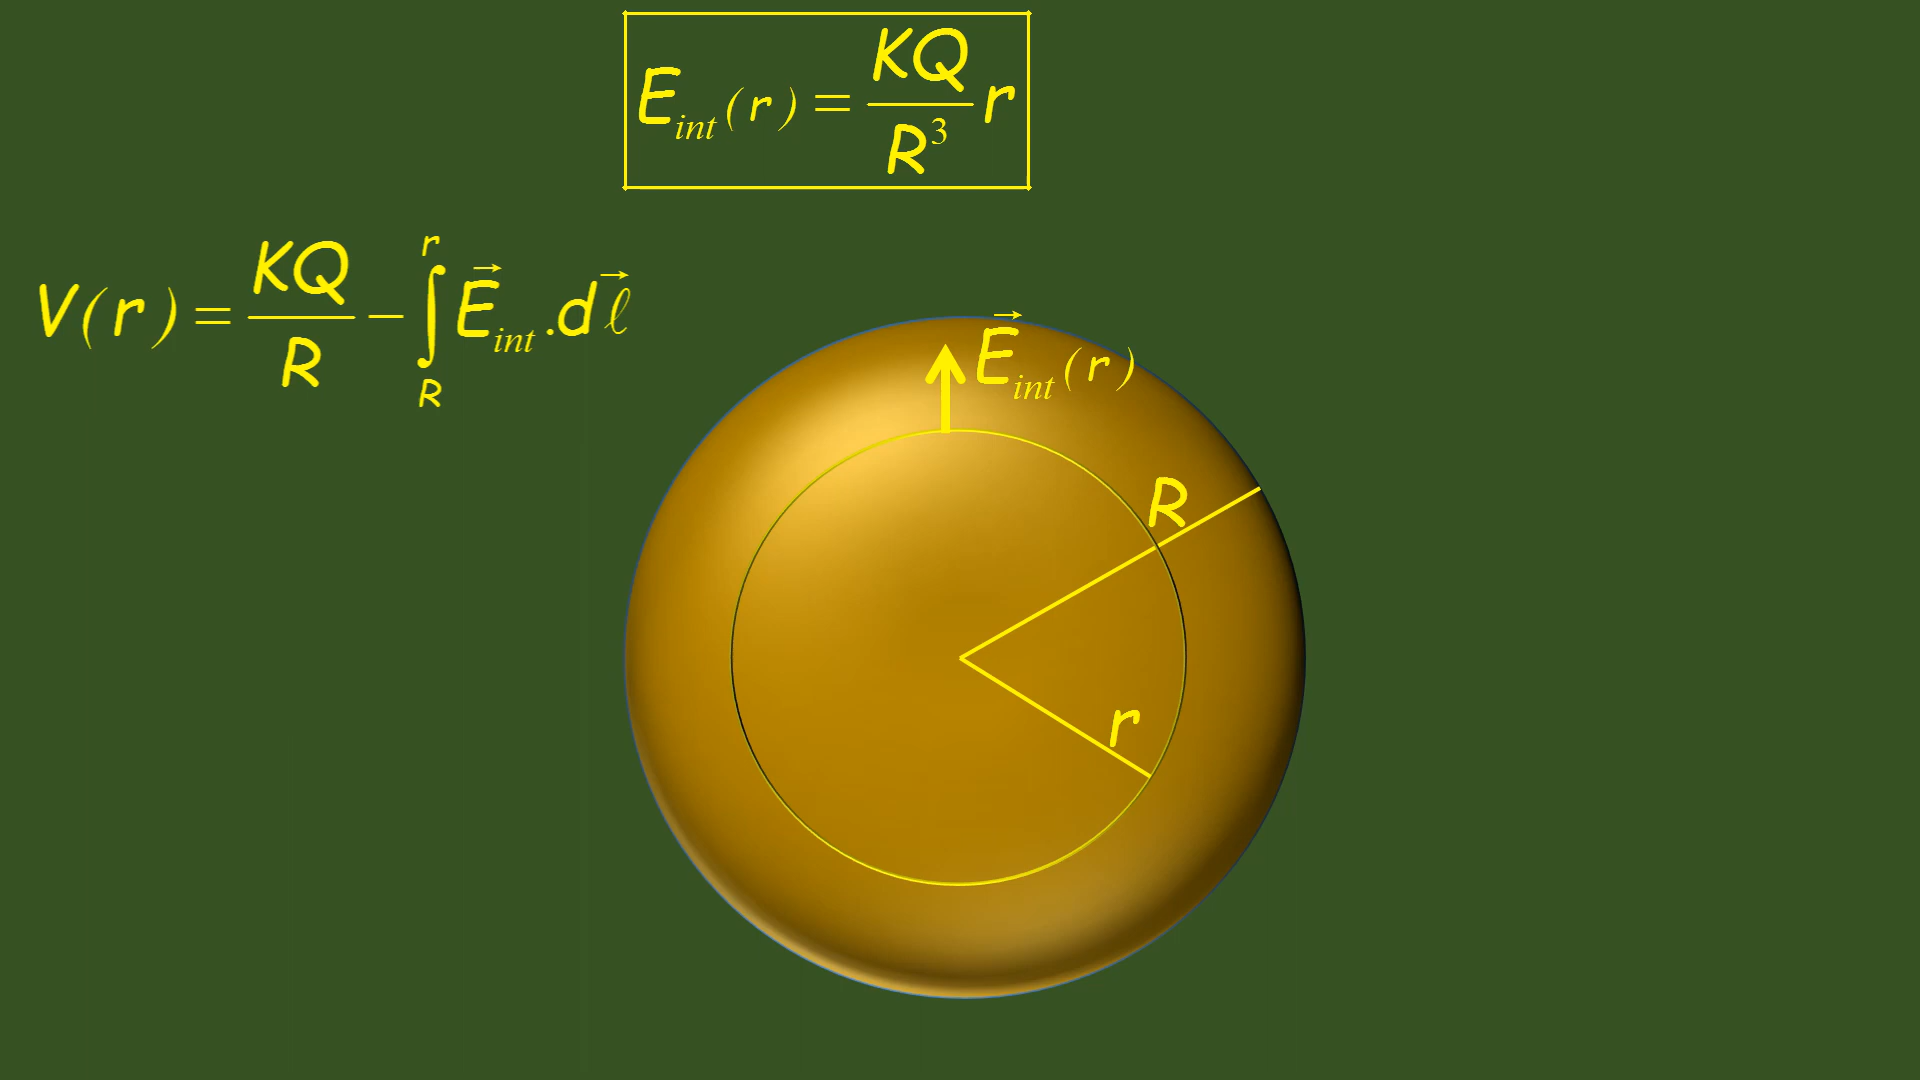 E_int(r) = KQ/R³ r
V(r) = KQ/R − ∫_R^r E⃗_int . dℓ⃗
E⃗_int(r)
R
r